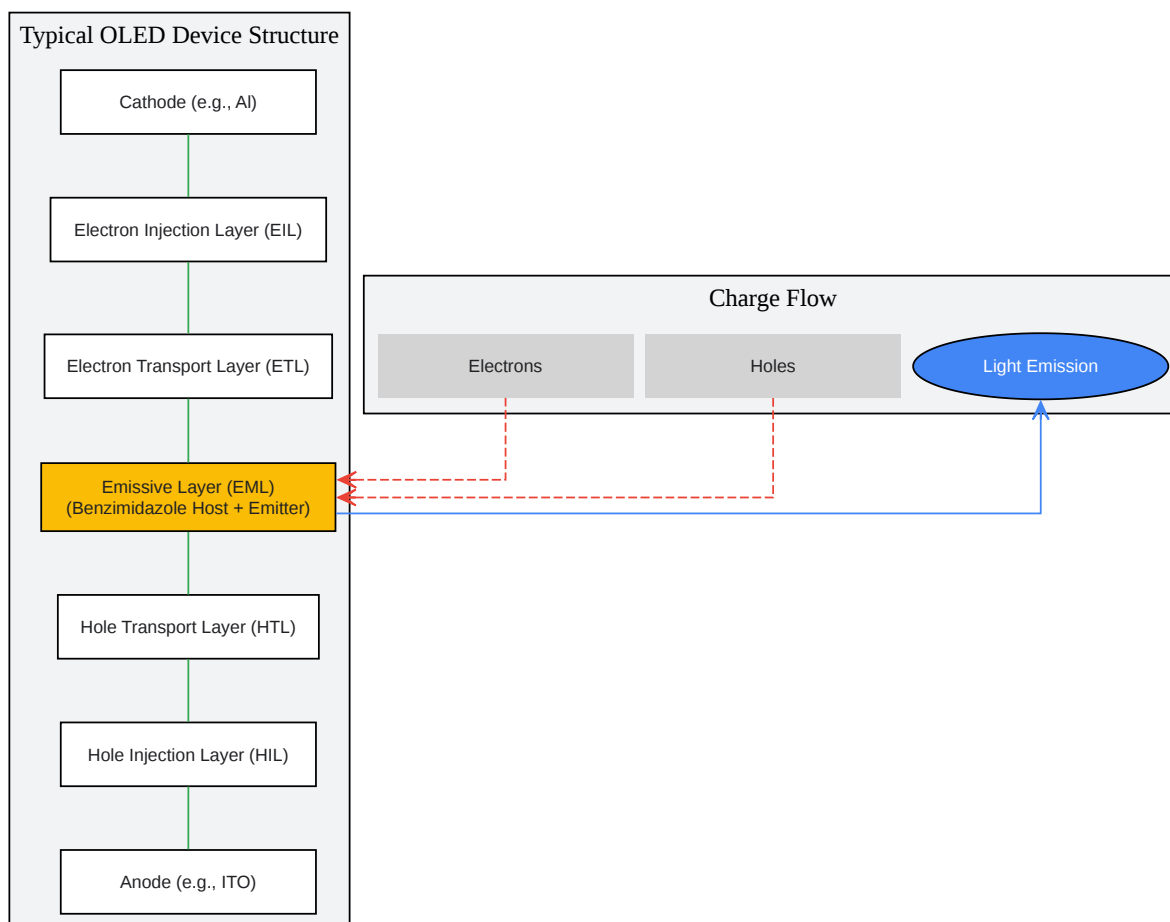 Typical OLED Device Structure
Cathode (e.g., Al)
Electron Injection Layer (EIL)
Electron Transport Layer (ETL)
Emissive Layer (EML)
(Benzimidazole Host + Emitter)
Hole Transport Layer (HTL)
Hole Injection Layer (HIL)
Anode (e.g., ITO)
Charge Flow
Electrons
Holes
Light Emission